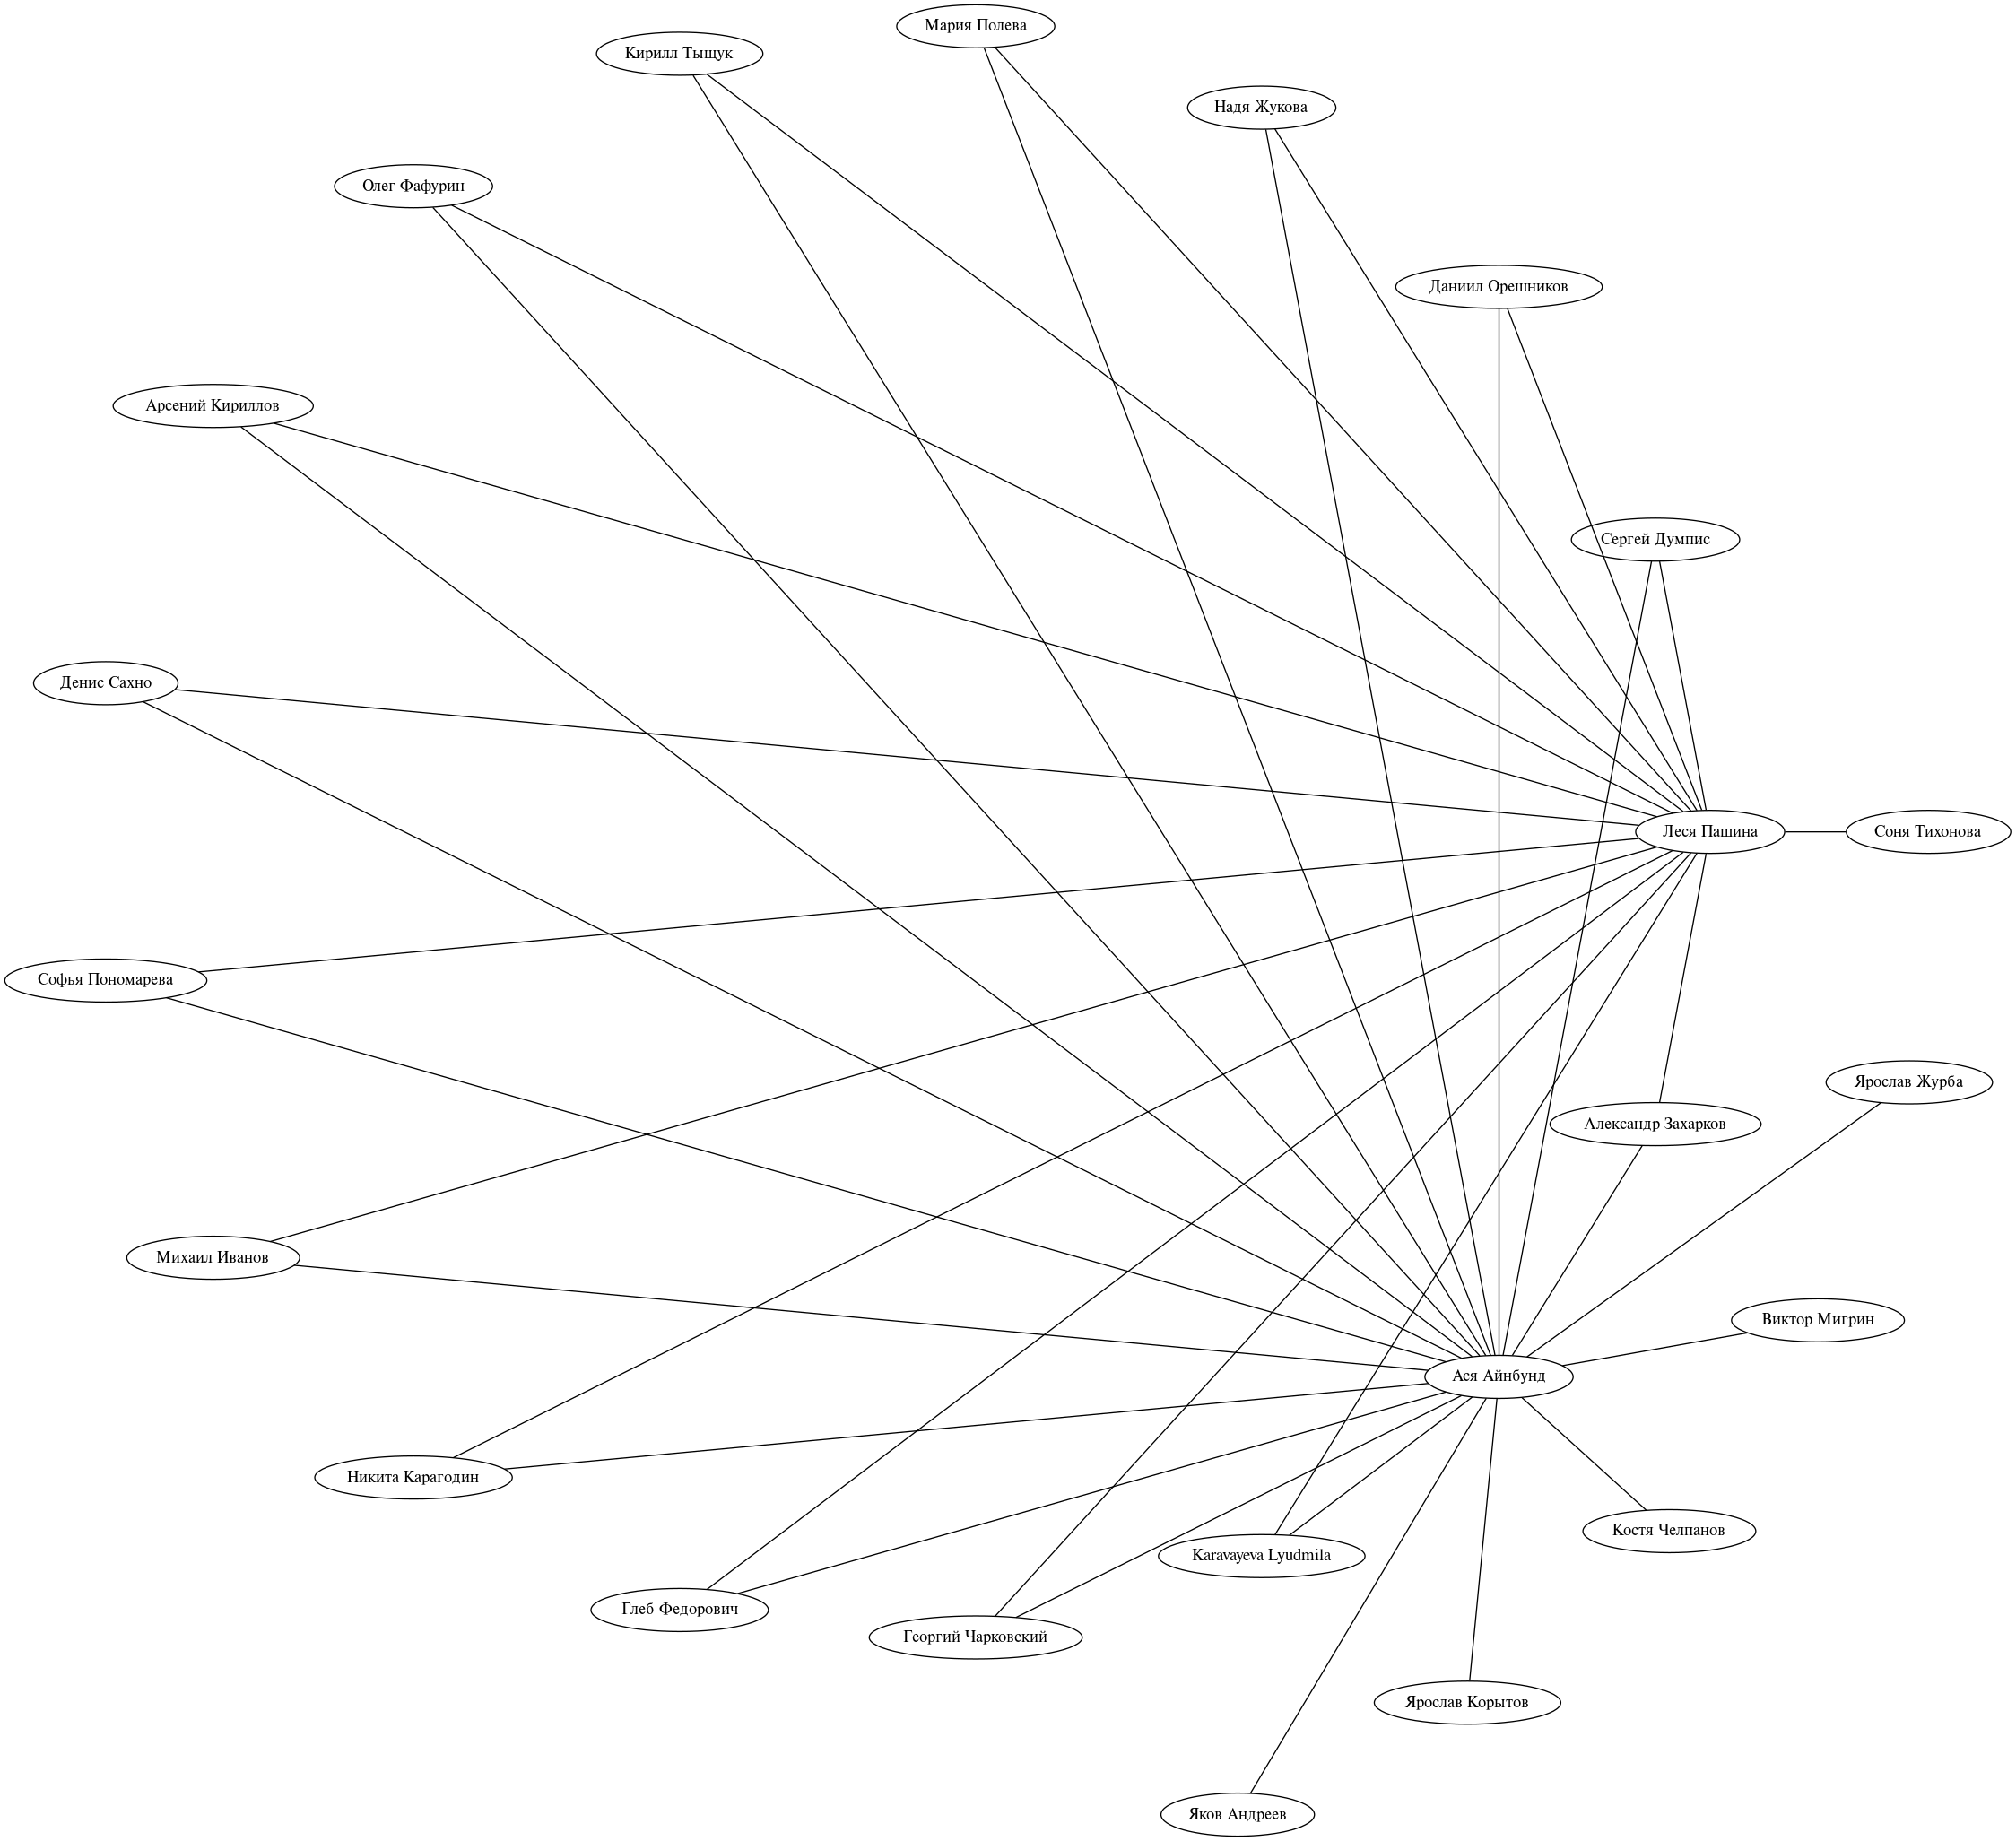 Мария Полева
Кирилл Тыщук
Надя Жукова
Олег Фафурин
Даниил Орешников
Арсений Кириллов
Сергей Думпис
Денис Сахно
Леся Пашина
Соня Тихонова
Софья Пономарева
Ярослав Журба
Александр Захарков
Михаил Иванов
Виктор Мигрин
Ася Айнбунд
Никита Карагодин
Костя Челпанов
Karavayeva Lyudmila
Глеб Федорович
Георгий Чарковский
Ярослав Корытов
Яков Андреев